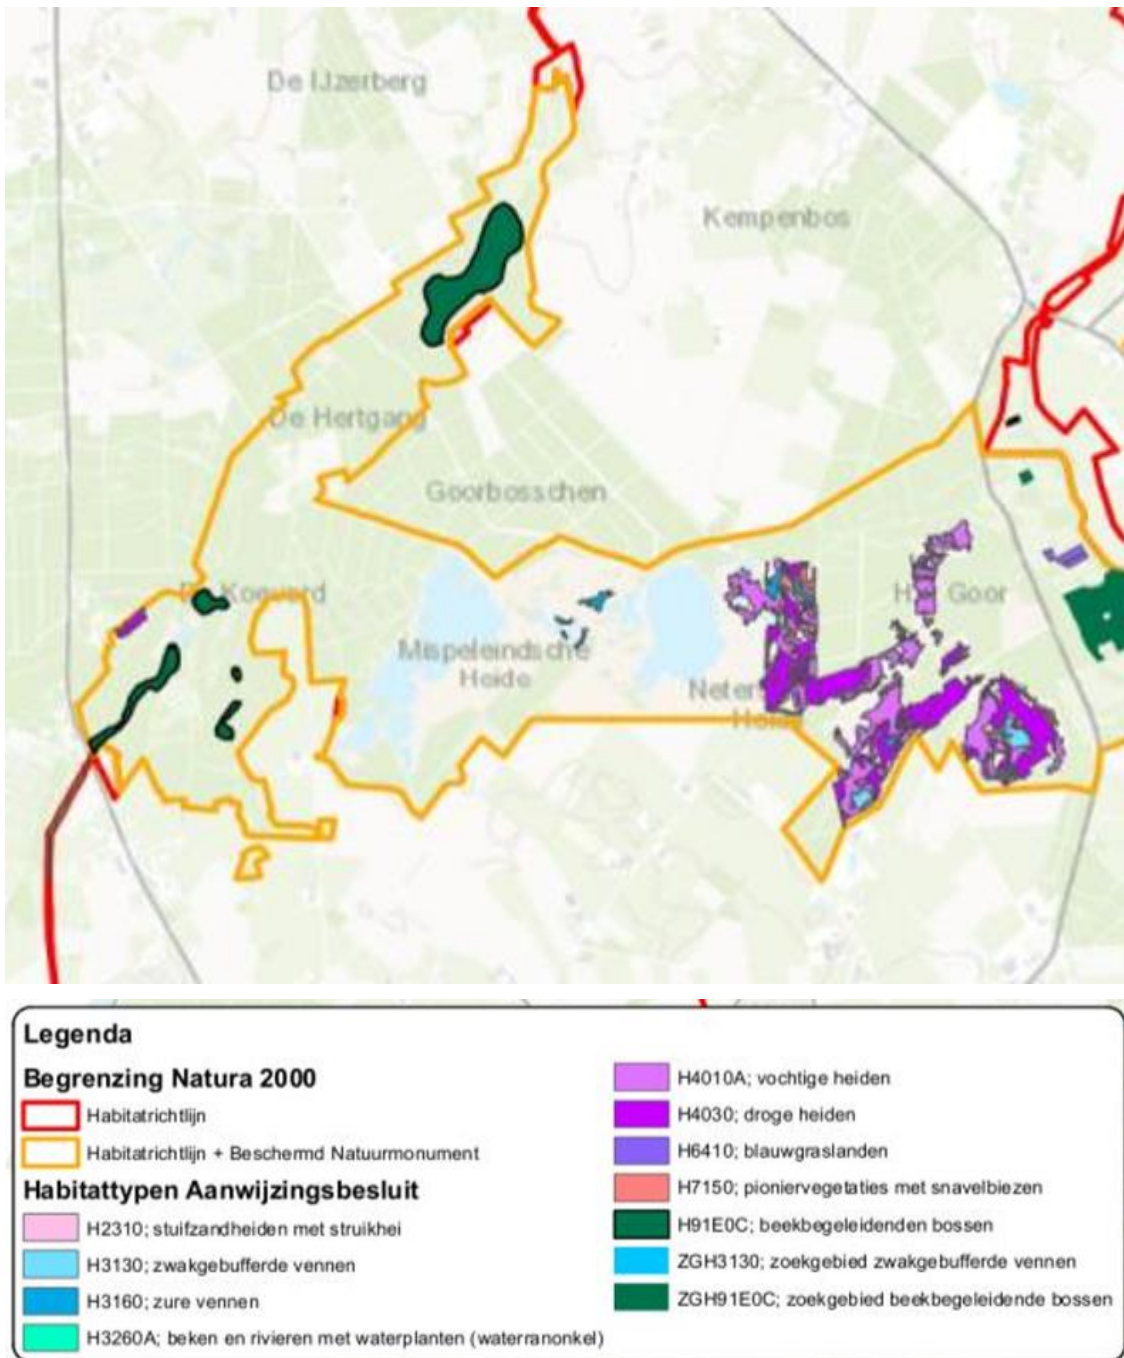 De IJzerberg
Kempenbos
De Hertgang
Goorbosschen
Mispeleindsche
Heide
Goor
Legenda
Begrenzing Natura 2000
Habitatrichtlijn
Habitatrichtlijn + Beschermd Natuurmonument
Habitattypen Aanwijzingsbesluit
H2310; stuifzandheiden met struikhei
H3130; zwakgebufferde vennen
H3160; zure vennen
H3260A; beken en rivieren met waterplanten (waterranonkel)
H4010A; vochtige heiden
H4030; droge heiden
H6410; blauwgraslanden
H7150; pioniervegetaties met snavelbiezen
H91E0C; beekbegeleidenden bossen
ZGH3130; zoekgebied zwakgebufferde vennen
ZGH91E0C; zoekgebied beekbegeleidende bossen